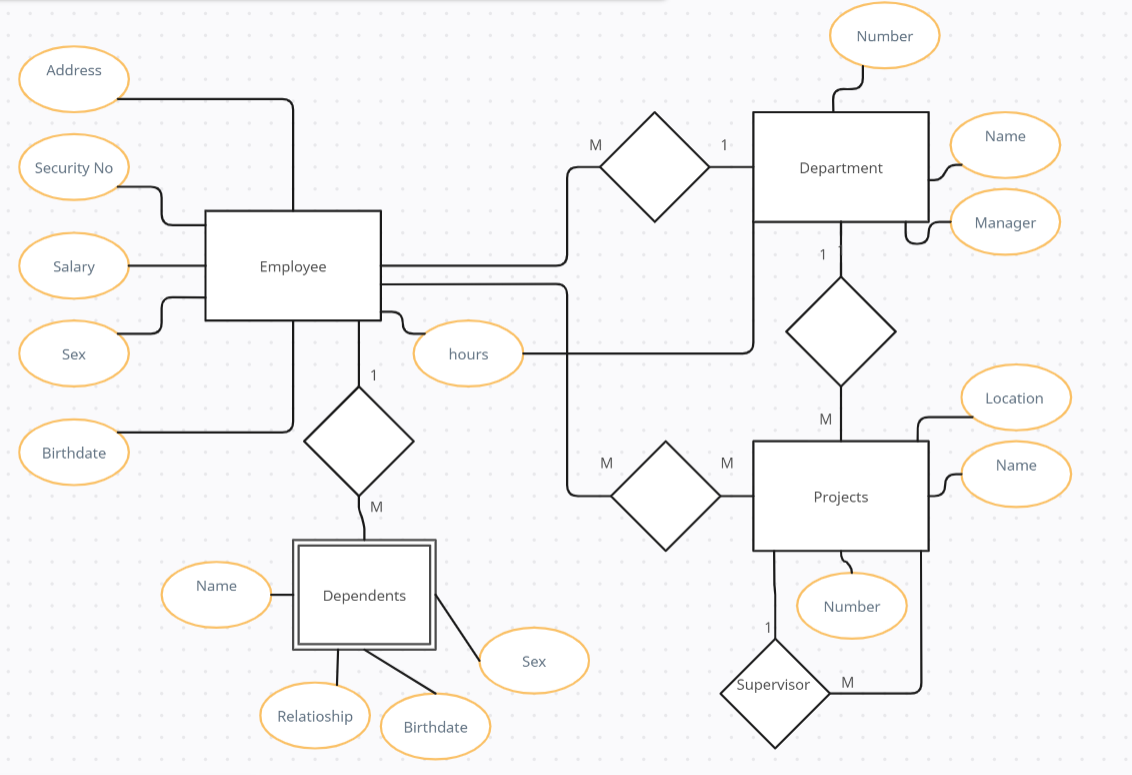 Number
Address
Name
M
1
Security No
Department
Manager
1
Salary
Employee
Sex
hours
1
Location
M
Birthdate
M
M
Name
Projects
M
Name
Dependents
Number
1
Sex
Supervisor
M
Relatioship
Birthdate